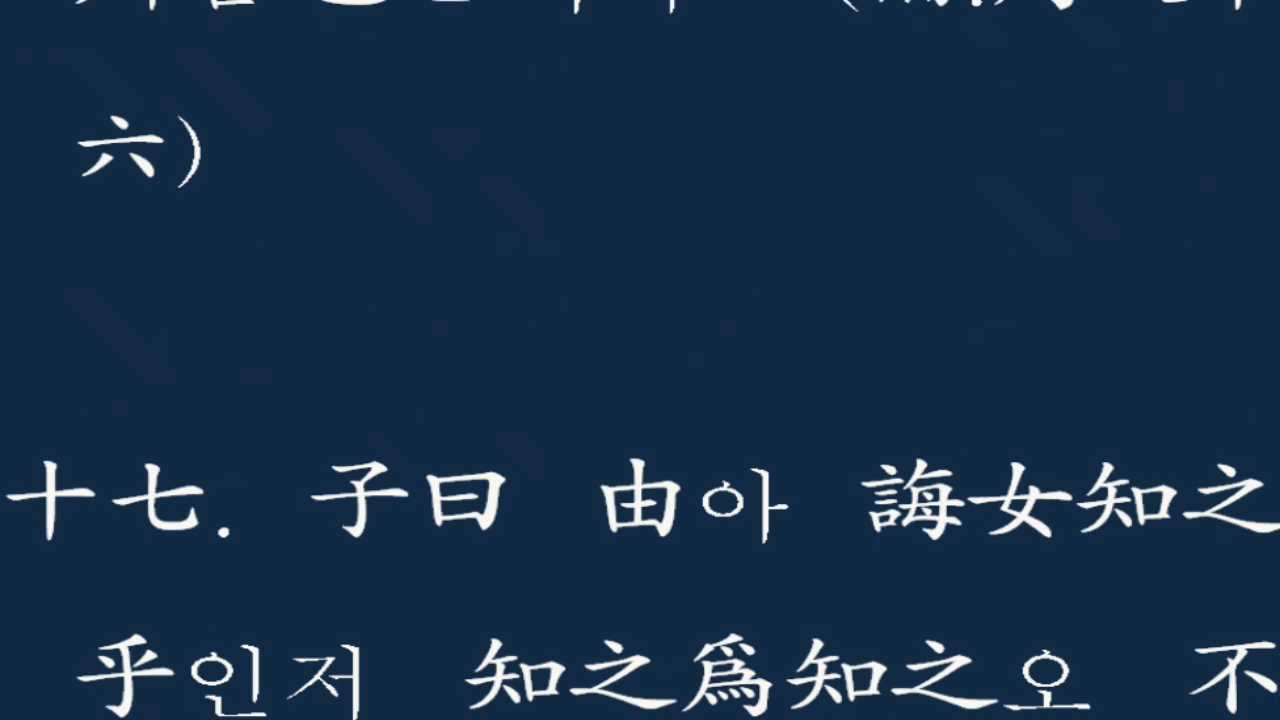 六)
十七. 子曰 由아 誨女知之
乎인저 知之爲知之오 不